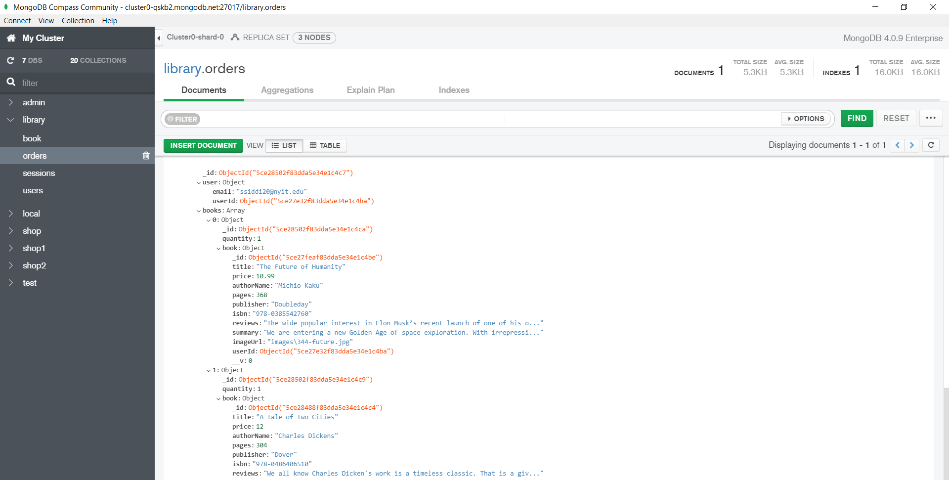 MongoDB Compass Community - cluster0-qskb2.mongodb.net:27017/library.orders
Connect View Collection Help
My Cluster
7 DBS 20 COLLECTIONS
filter
admin
library
book
orders
sessions
users
local
shop
shop1
shop2
test
Cluster0-shard-0 REPLICA SET 3 NODES MongoDB 4.0.9 Enterprise
library.orders
DOCUMENTS 1 TOTAL SIZE 5.3KB AVG. SIZE 5.3KB INDEXES 1 TOTAL SIZE 16.0KB AVG. SIZE 16.0KB
Documents Aggregations Explain Plan Indexes
FILTER OPTIONS FIND RESET ...
INSERT DOCUMENT VIEW LIST TABLE Displaying documents 1 - 1 of 1
_id: ObjectId("5ce28502f83dda5e34e1c4c7")
user: Object
email: "ssiddi20@nyit.edu"
userId: ObjectId("5ce27e32f83dda5e34e1c4ba")
books: Array
0: Object
_id: ObjectId("5ce28502f83dda5e34e1c4ca")
quantity: 1
book: Object
_id: ObjectId("5ce27feaf83dda5e34e1c4be")
title: "The Future of Humanity"
price: 10.99
authorName: "Michio Kaku"
pages: 368
publisher: "Doubleday"
isbn: "978-0385542760"
reviews: "The wide popular interest in Elon Musk's recent launch of one of his o..."
summary: "We are entering a new Golden Age of space exploration. With irrepressi..."
imageUrl: "images\344-future.jpg"
userId: ObjectId("5ce27e32f83dda5e34e1c4ba")
__v: 0
1: Object
_id: ObjectId("5ce28502f83dda5e34e1c4c9")
quantity: 1
book: Object
_id: ObjectId("5ce28488f83dda5e34e1c4c4")
title: "A Tale of Two Cities"
price: 12
authorName: "Charles Dickens"
pages: 304
publisher: "Dover"
isbn: "978-0486406510"
reviews: "We all know Charles Dicken's work is a timeless classic. That is a giv..."